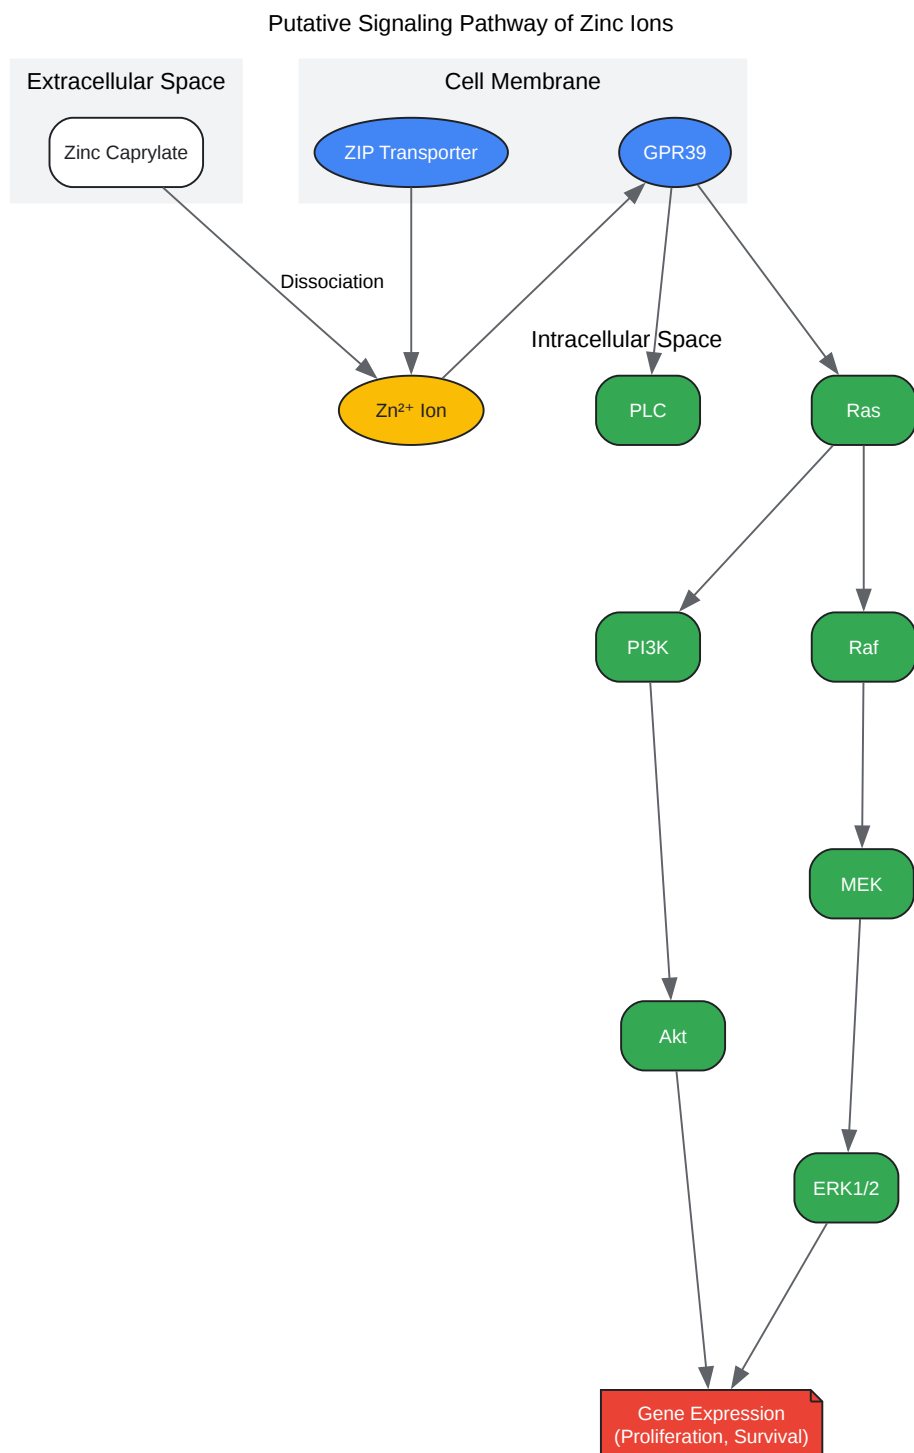 Putative Signaling Pathway of Zinc Ions
Extracellular Space
Cell Membrane
Zinc Caprylate
ZIP Transporter
GPR39
Dissociation
Intracellular Space
Zn²⁺ Ion
PLC
Ras
PI3K
Raf
MEK
Akt
ERK1/2
Gene Expression
(Proliferation, Survival)